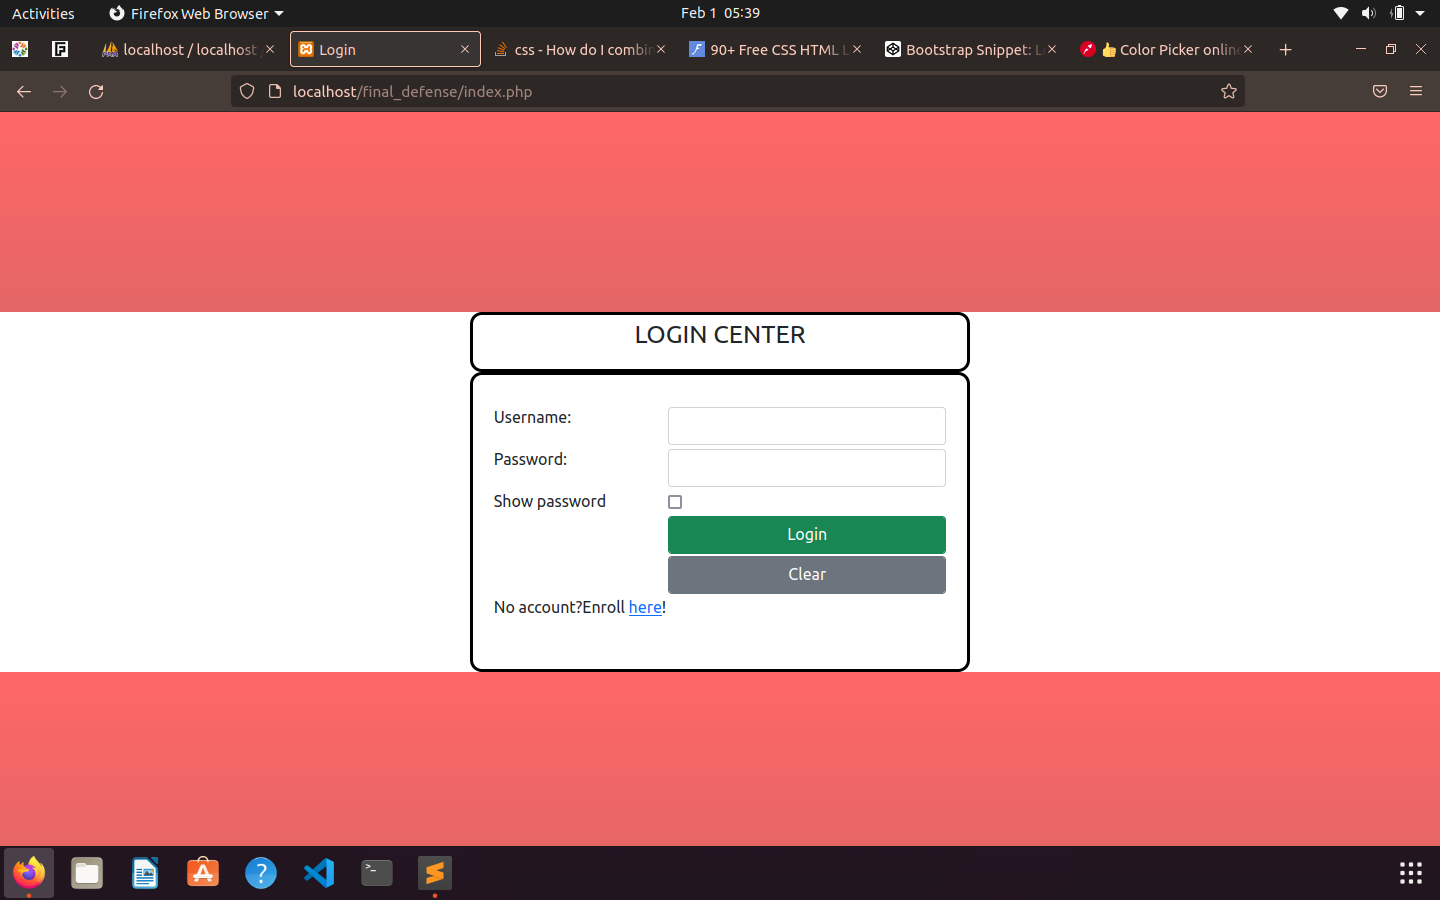 Activities Firefox Web Browser Feb 1 05:39
localhost / localhost / Login css - How do I combin 90+ Free CSS HTML L Bootstrap Snippet: L Color Picker online
localhost/final_defense/index.php
LOGIN CENTER
Username:
Password:
Show password
Login
Clear
No account?Enroll here!